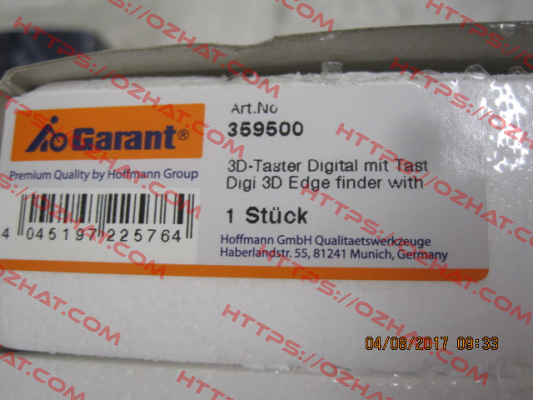 Garant®
Premium Quality by Hoffmann Group
4 045197 225764
Art.No
359500
3D-Taster Digital mit Tast
Digi 3D Edge finder with
1 Stück
Hoffmann GmbH Qualitaetswerkzeuge
Haberlandstr. 55, 81241 Munich, Germany
04/08/2017 09:33
HTTPS://OZHAT.COM